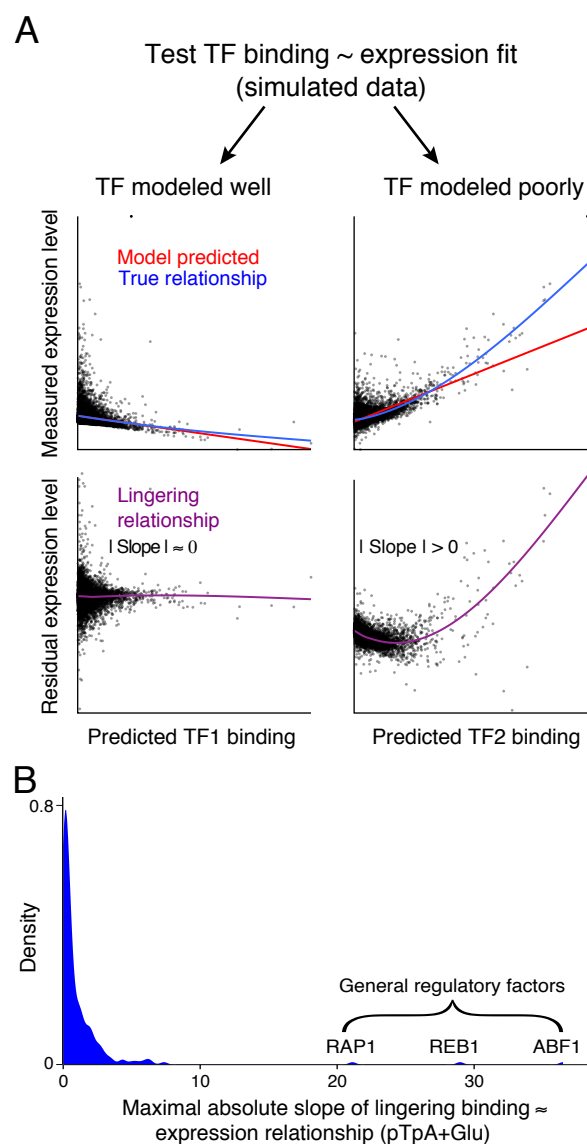 A
Test TF binding ~ expression fit
(simulated data)
TF modeled well
TF modeled poorly
Measured expression level
Model predicted
True relationship
Residual expression level
Lingering
relationship
| Slope | ≈ 0
| Slope | > 0
Predicted TF1 binding
Predicted TF2 binding
B
0.8
Density
0
General regulatory factors
RAP1 REB1 ABF1
0 10 20 30
Maximal absolute slope of lingering binding ≈
expression relationship (pTpA+Glu)